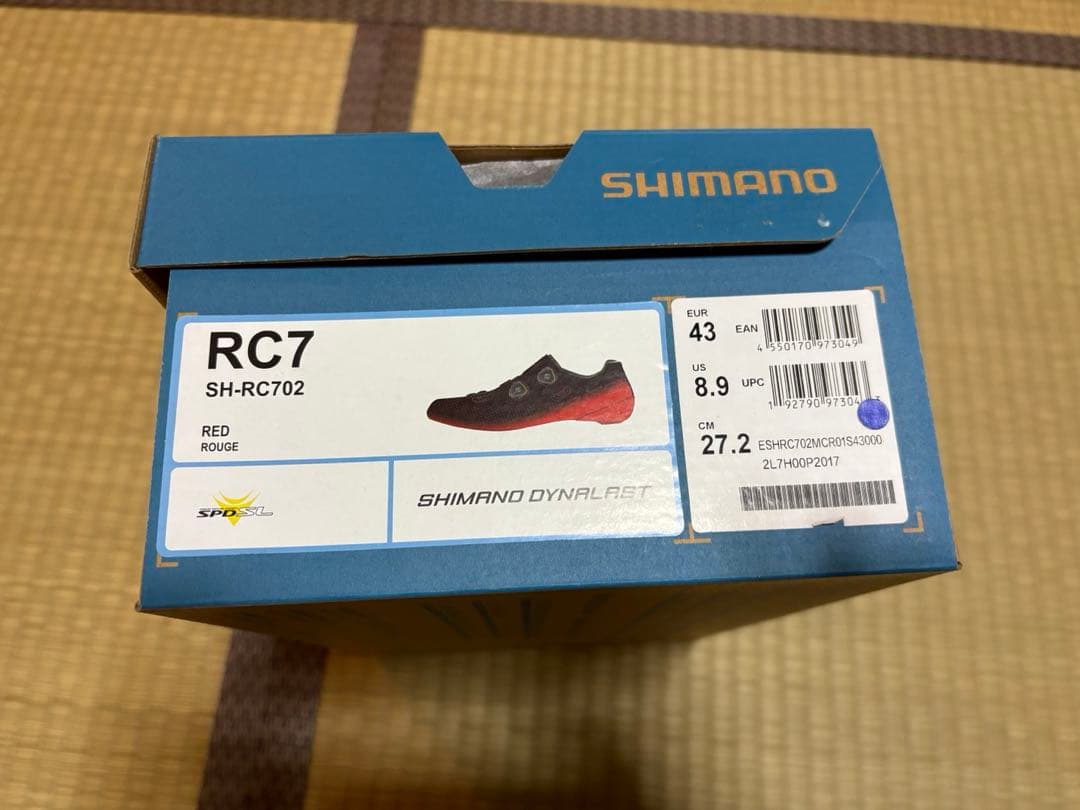 SHIMANO
RC7
SH-RC702
RED
ROUGE
SPD-SL
SHIMANO DYNALAST
EUR
43
EAN
4 550170 973049
US
8.9
UPC
1 92790 97304
CM
27.2
ESHRC702MCR01S43000
2L7H00P2017